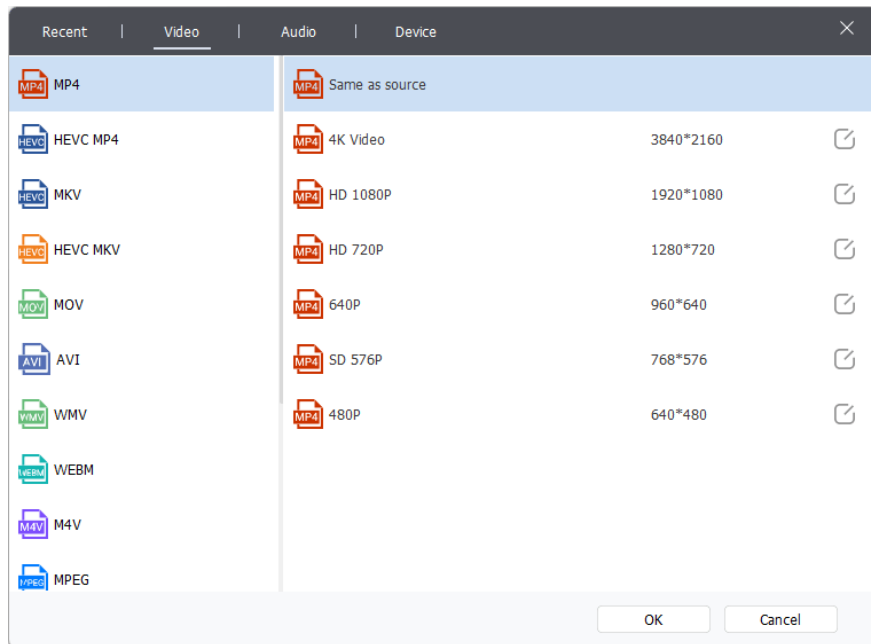 Recent | Video | Audio | Device
MP4 MP4
HEVC HEVC MP4
HEVC MKV
HEVC HEVC MKV
MOV MOV
AVI AVI
WMV WMV
WEBM WEBM
M4V M4V
MPEG MPEG
MP4 Same as source
MP4 4K Video 3840*2160
MP4 HD 1080P 1920*1080
MP4 HD 720P 1280*720
MP4 640P 960*640
MP4 SD 576P 768*576
MP4 480P 640*480
OK Cancel